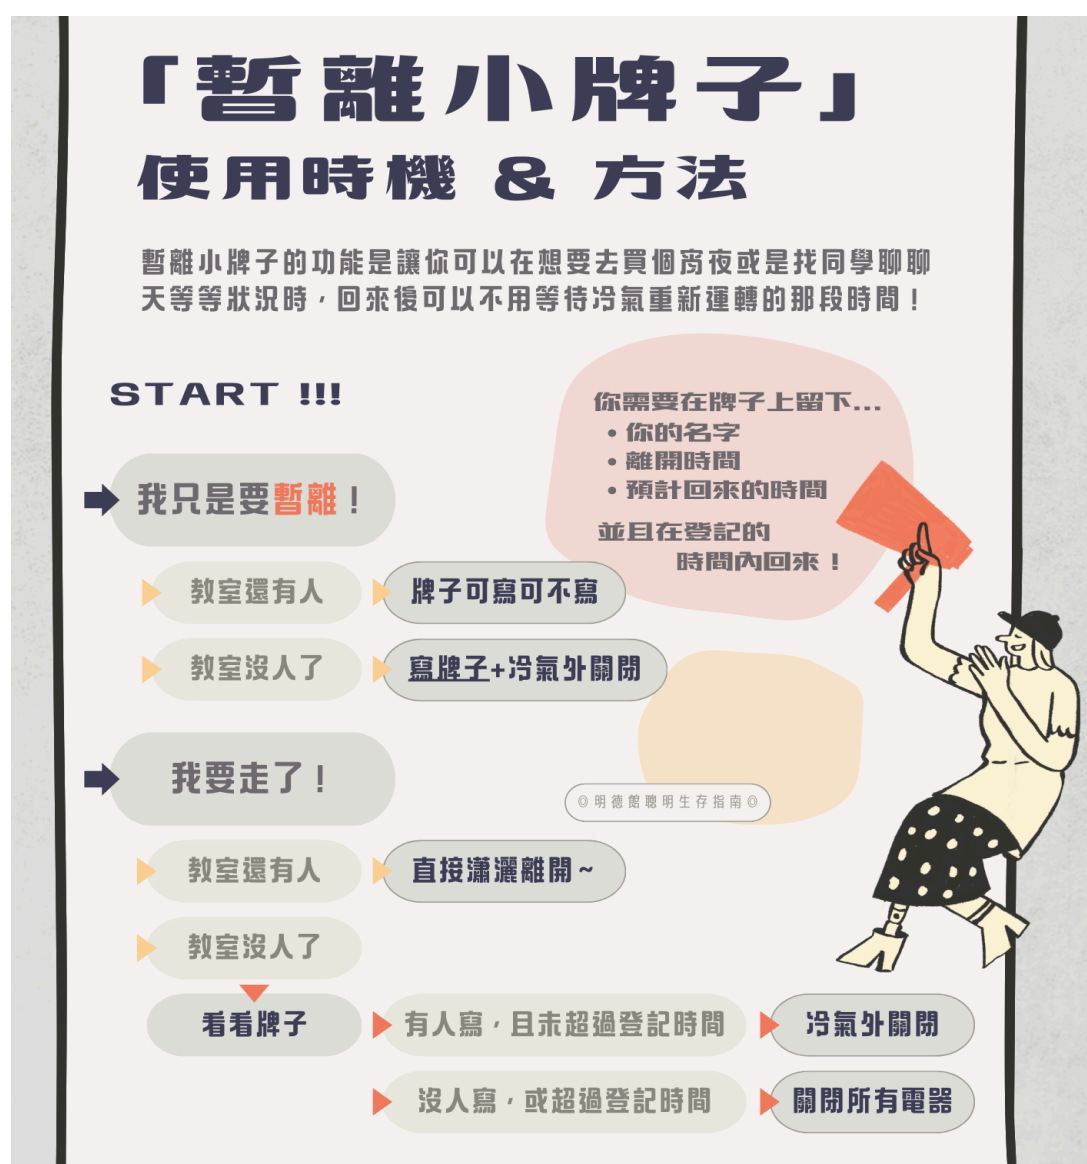 「暫離小牌子」
使用時機 & 方法
暫離小牌子的功能是讓你可以在想要去買個宵夜或是找同學聊聊
天等等狀況時，回來後可以不用等待冷氣重新運轉的那段時間！
START !!!
你需要在牌子上留下...
• 你的名字
• 離開時間
• 預計回來的時間
並且在登記的
時間內回來！
我只是要暫離！
教室還有人
牌子可寫可不寫
教室沒人了
寫牌子+冷氣外關閉
我要走了！
◎明德館聰明生存指南◎
教室還有人
直接瀟灑離開~
教室沒人了
看看牌子
有人寫，且未超過登記時間
冷氣外關閉
沒人寫，或超過登記時間
關閉所有電器